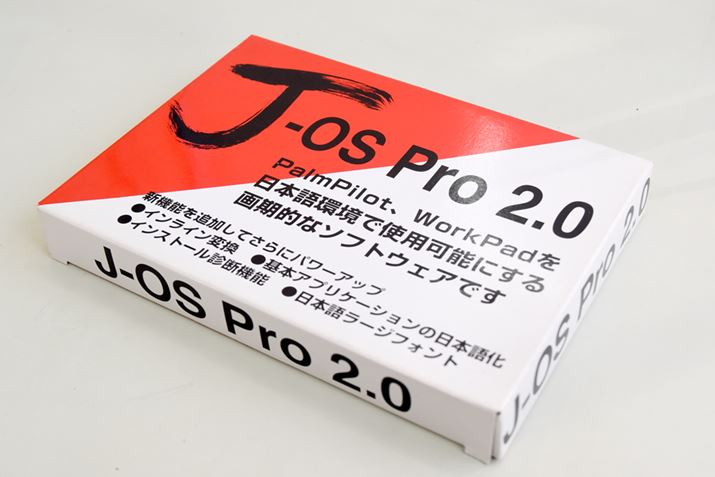 J-OS Pro 2.0
PalmPilot、WorkPadを
日本語環境で使用可能にする
画期的なソフトウェアです
新機能を追加してさらにパワーアップ
●インライン変換 ●基本アプリケーションの日本語化
●インストール診断機能 ●日本語ラージフォント
J-OS Pro 2.0
J-OS Pro 2.0